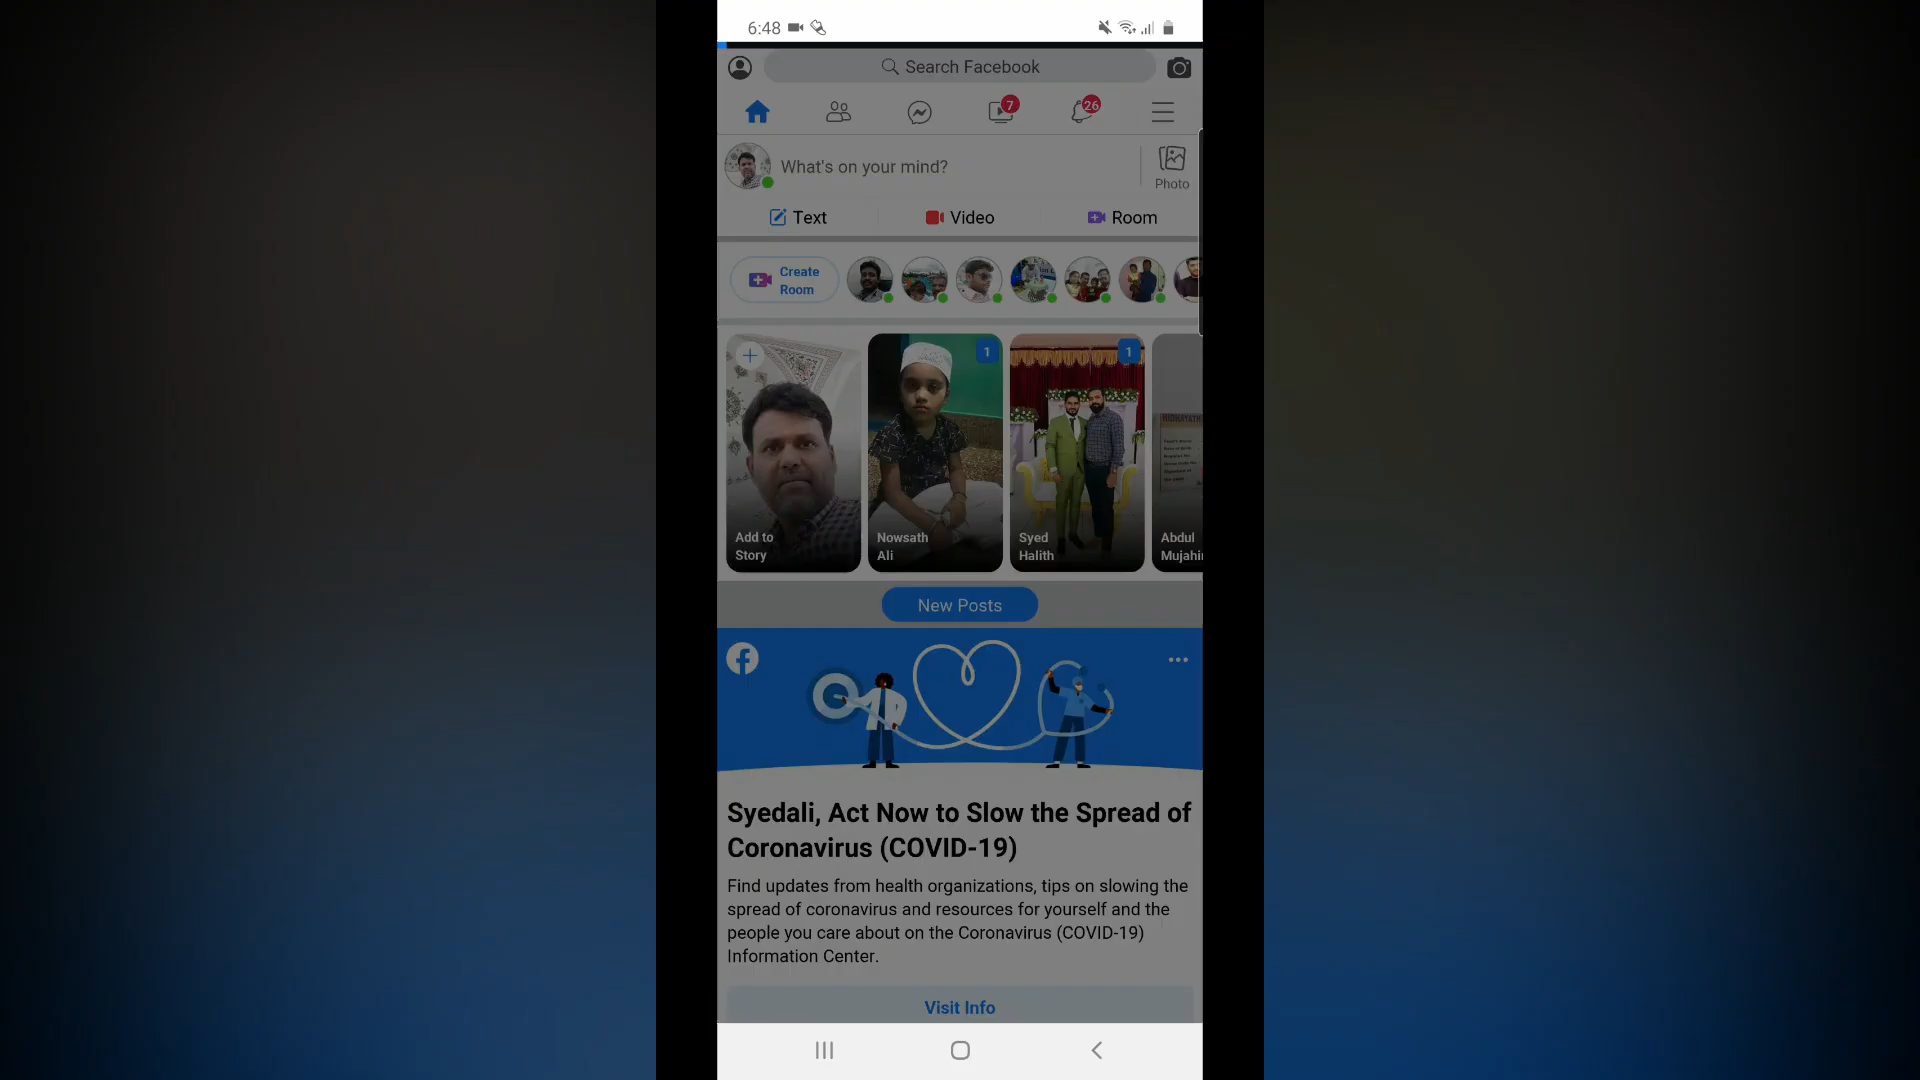 6:48
Search Facebook
7
26
What's on your mind?
Photo
Text
Video
Room
Create
Room
1
1
Add to
Story
Nowsath
Ali
Syed
Halith
Abdul
Mujahi
New Posts
Syedali, Act Now to Slow the Spread of
Coronavirus (COVID-19)
Find updates from health organizations, tips on slowing the
spread of coronavirus and resources for yourself and the
people you care about on the Coronavirus (COVID-19)
Information Center.
Visit Info